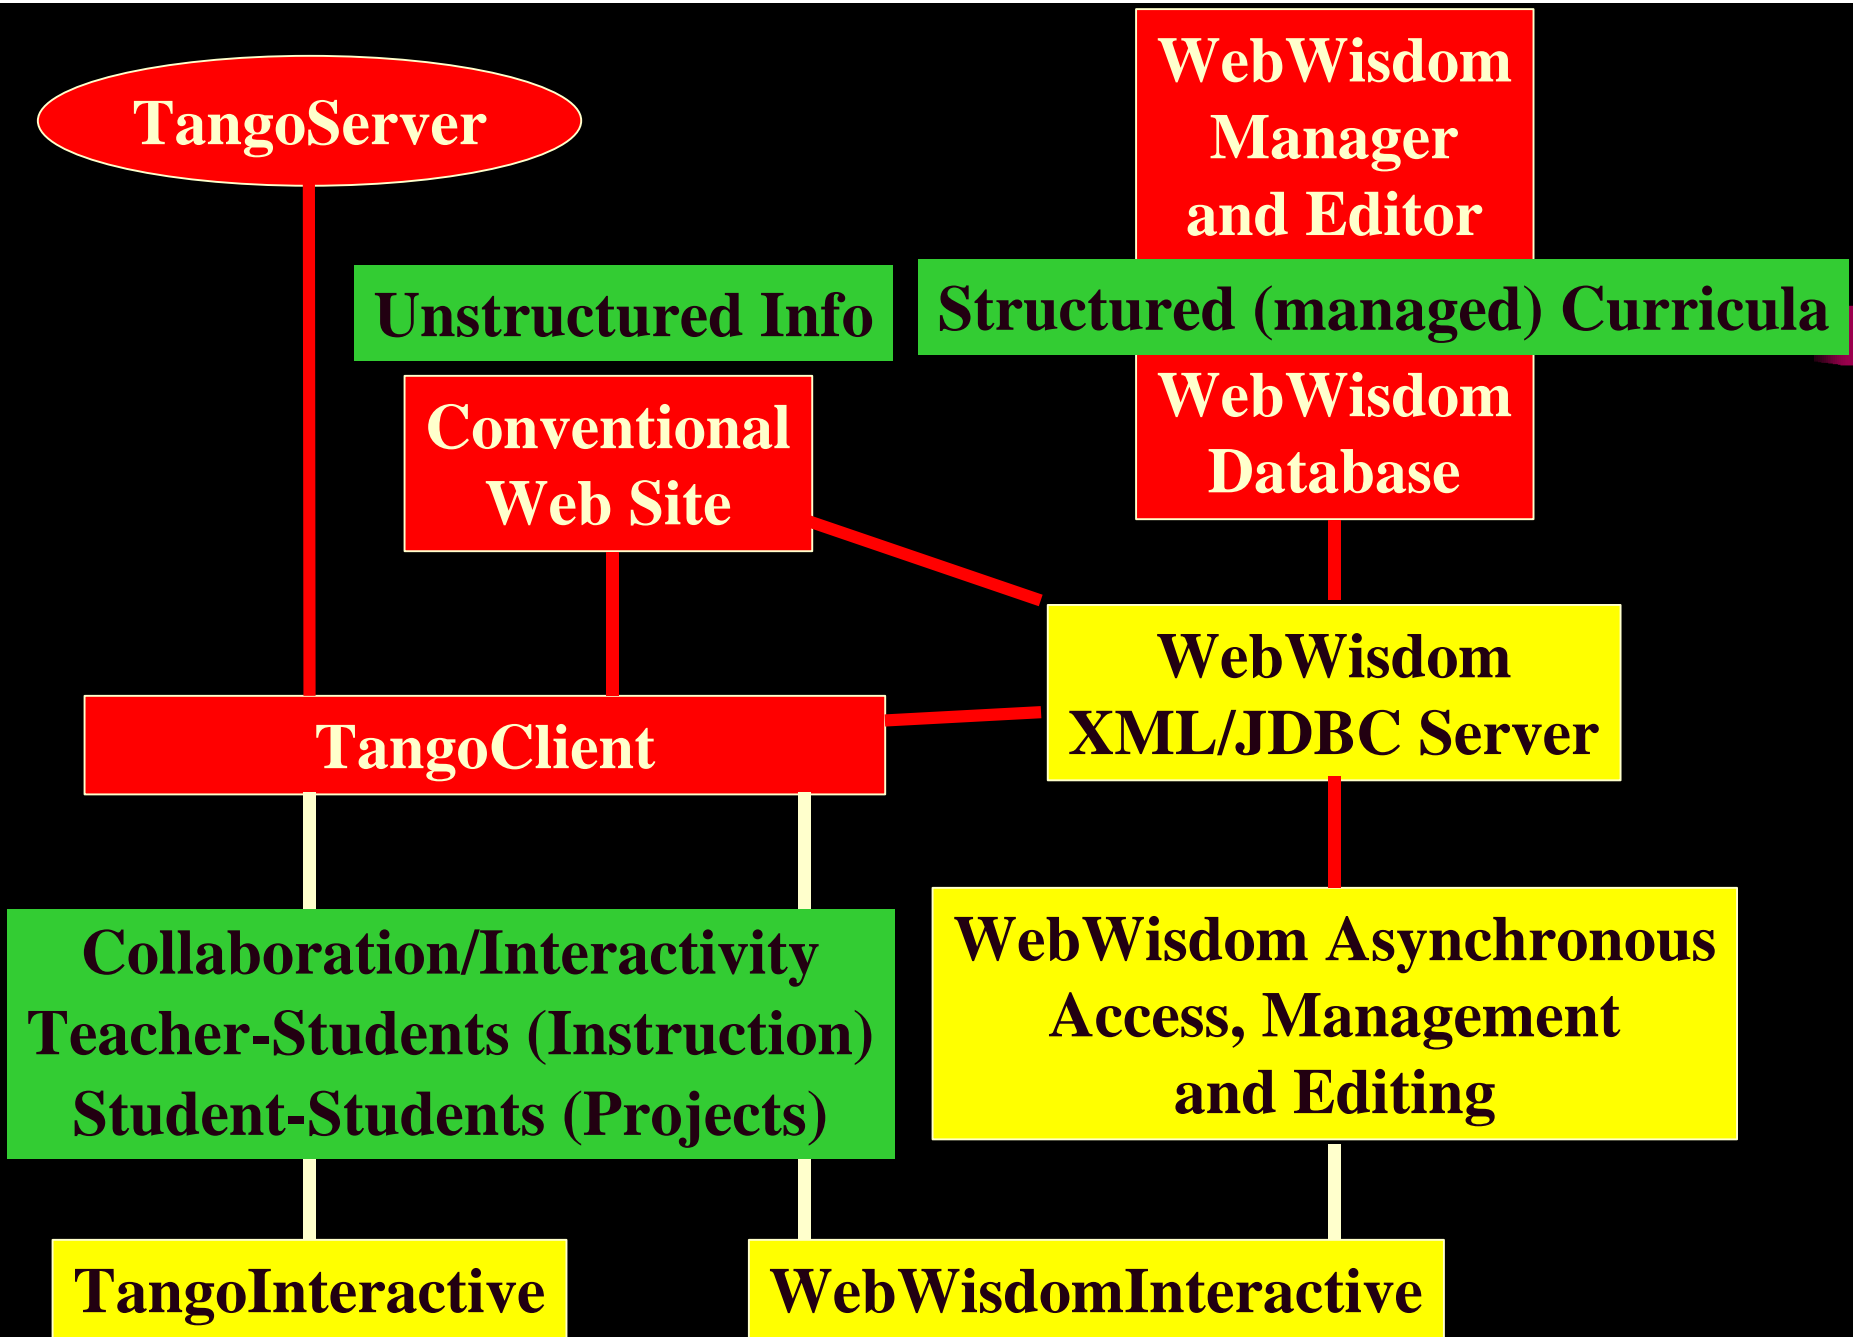 TangoServer
WebWisdom
Manager
and Editor
Unstructured Info
Structured (managed) Curricula
Conventional
Web Site
WebWisdom
Database
WebWisdom
XML/JDBC Server
TangoClient
Collaboration/Interactivity
Teacher-Students (Instruction)
Student-Students (Projects)
WebWisdom Asynchronous
Access, Management
and Editing
TangoInteractive
WebWisdomInteractive